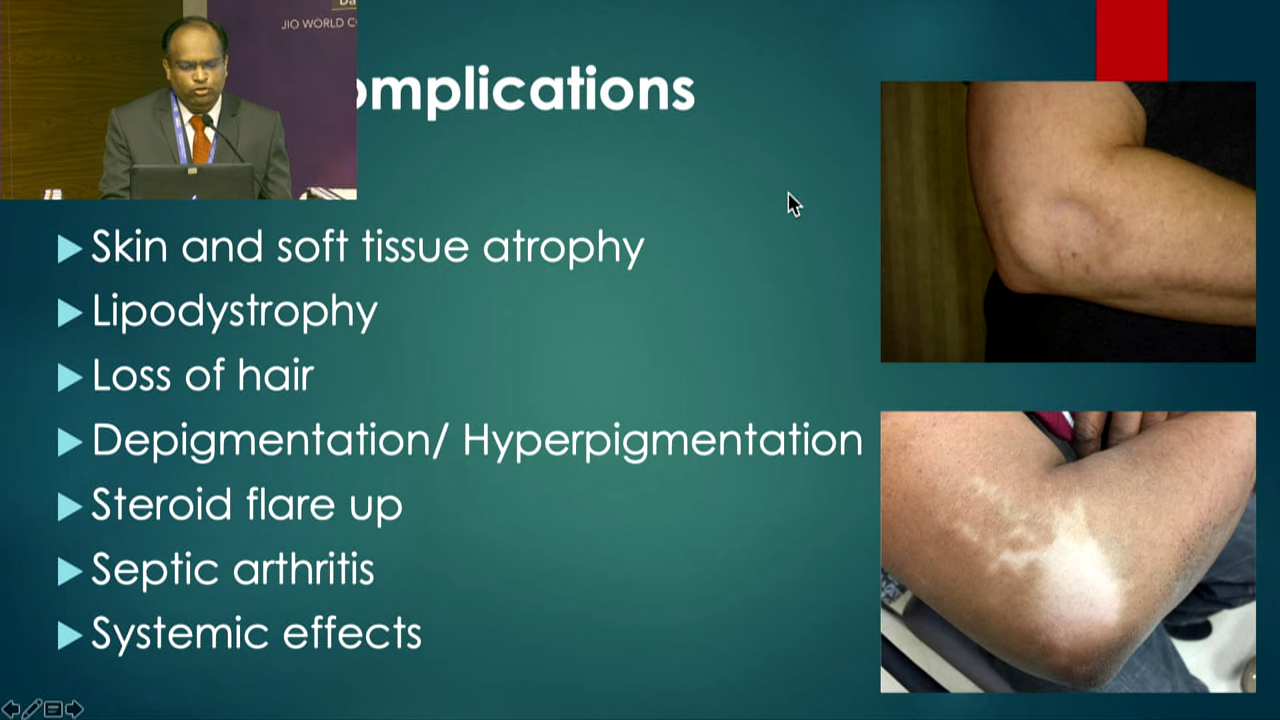 JIO WORLD C
omplications
Skin and soft tissue atrophy
Lipodystrophy
Loss of hair
Depigmentation/ Hyperpigmentation
Steroid flare up
Septic arthritis
Systemic effects